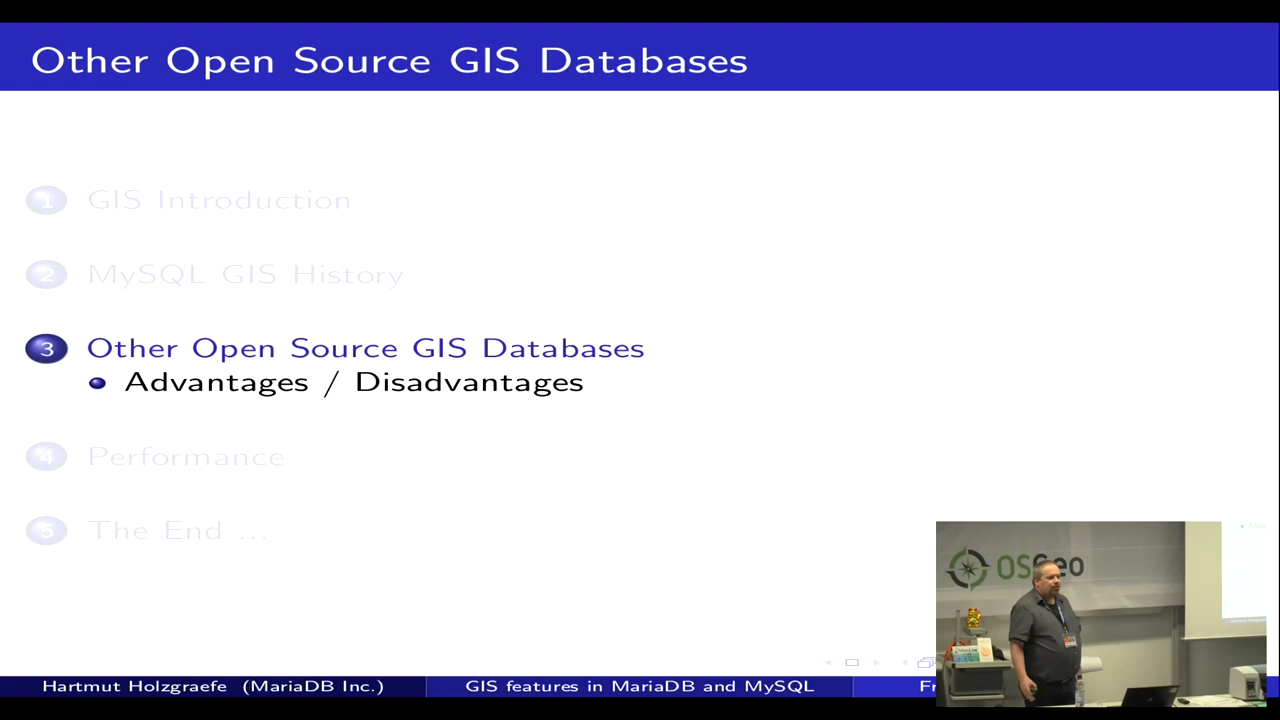 Other Open Source GIS Databases
1 GIS Introduction
2 MySQL GIS History
3 Other Open Source GIS Databases
Advantages / Disadvantages
4 Performance
5 The End ...
OSGeo
Hartmut Holzgraefe (MariaDB Inc.)
GIS features in MariaDB and MySQL
Fr